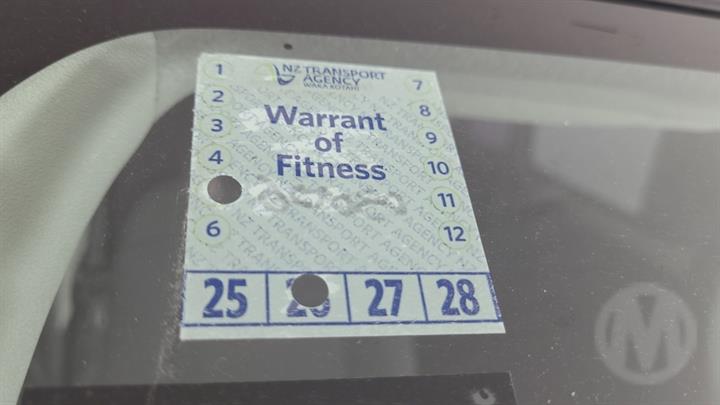 NZ TRANSPORT
AGENCY
WAKA KOTAHI
1
2
3
4
6
7
8
9
10
11
12
Warrant
of
Fitness
25 26 27 28
M